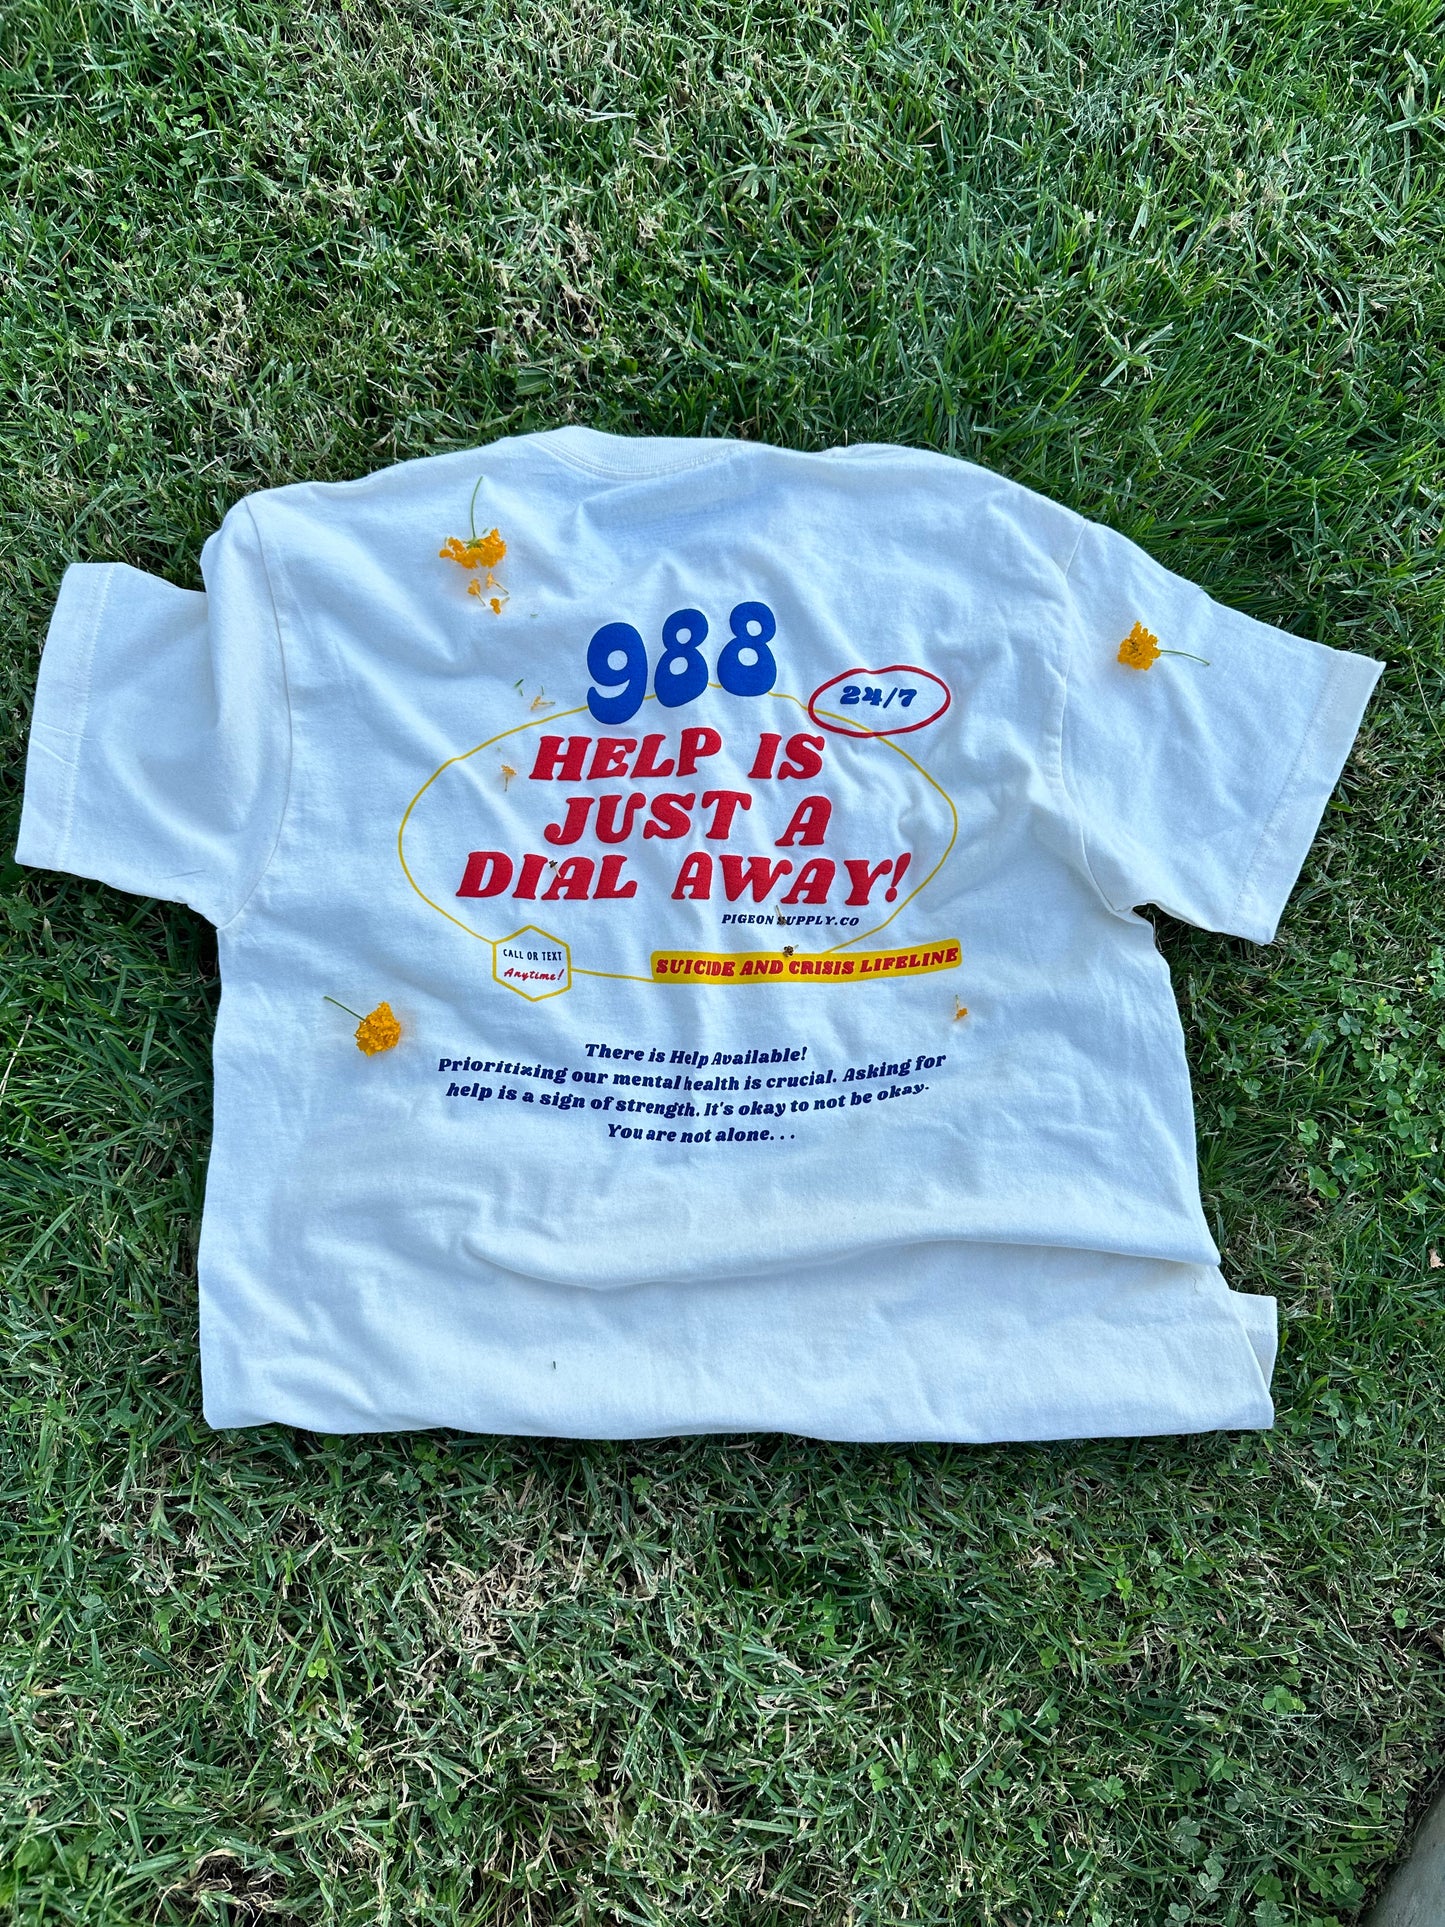 988
24/7
HELP IS
JUST A
DIAL AWAY!
PIGEON SUPPLY.CO
CALL OR TEXT
Anytime!
SUICIDE AND CRISIS LIFELINE
There is Help Available!
Prioritizing our mental health is crucial. Asking for
help is a sign of strength. It's okay to not be okay.
You are not alone...